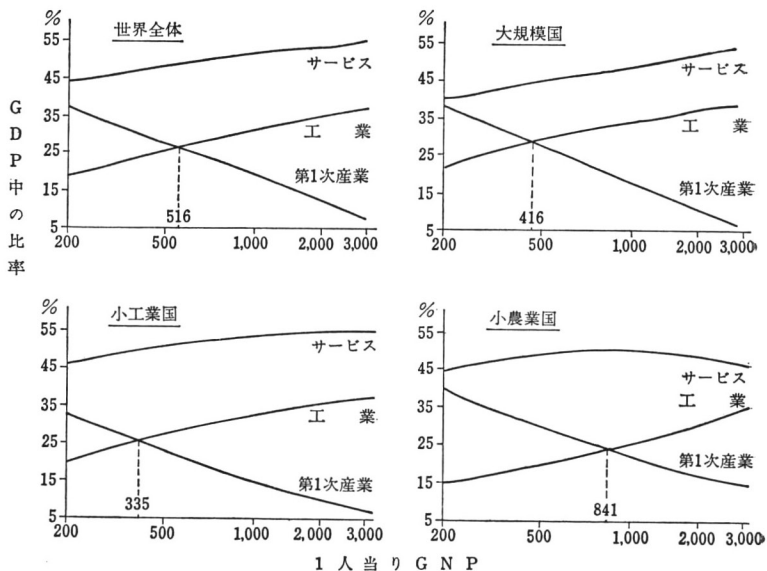 %
世界全体
55
45
35
25
15
5
サービス
工　業
第1次産業
516
200
500
1,000
2,000
3,000
%
大規模国
55
45
35
25
15
5
サービス
工　業
第1次産業
416
200
500
1,000
2,000
3,000
GDP中の比率
%
小工業国
55
45
35
25
15
5
サービス
工　業
第1次産業
335
200
500
1,000
2,000
3,000
%
小農業国
55
45
35
25
15
5
サービス
工　業
第1次産業
841
200
500
1,000
2,000
3,000
1人当りGNP